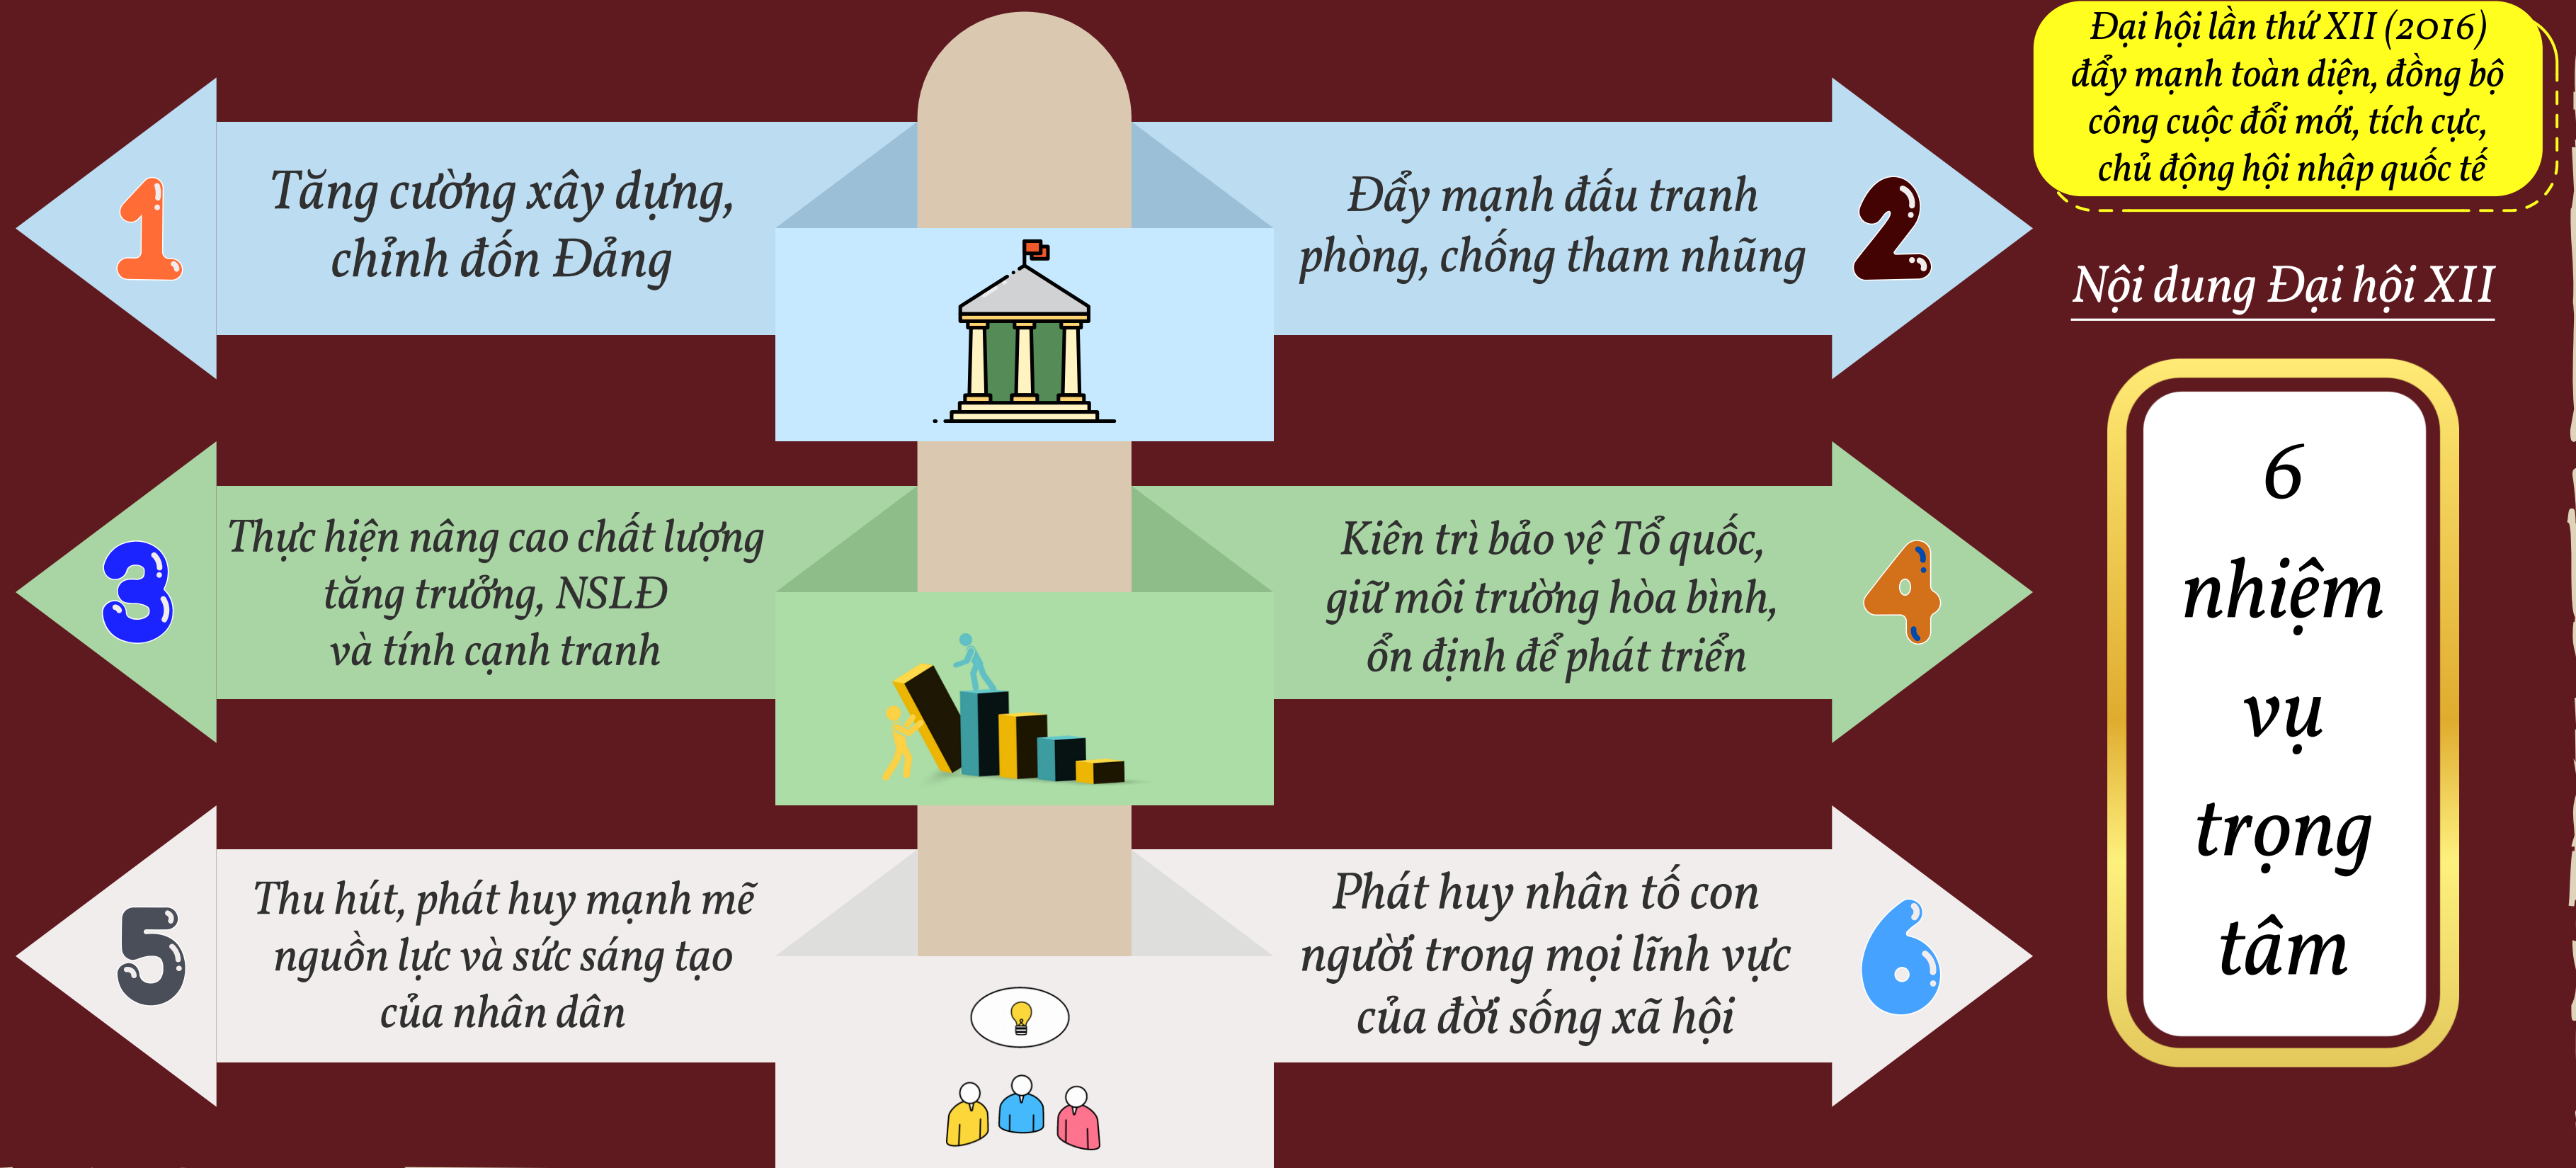 Đại hội lần thứ XII (2016)
đẩy mạnh toàn diện, đồng bộ
công cuộc đổi mới, tích cực,
chủ động hội nhập quốc tế
Nội dung Đại hội XII
6
nhiệm
vụ
trọng
tâm
1
Tăng cường xây dựng,
chỉnh đốn Đảng
2
Đẩy mạnh đấu tranh
phòng, chống tham nhũng
3
Thực hiện nâng cao chất lượng
tăng trưởng, NSLĐ
và tính cạnh tranh
4
Kiên trì bảo vệ Tổ quốc,
giữ môi trường hòa bình,
ổn định để phát triển
5
Thu hút, phát huy mạnh mẽ
nguồn lực và sức sáng tạo
của nhân dân
6
Phát huy nhân tố con
người trong mọi lĩnh vực
của đời sống xã hội